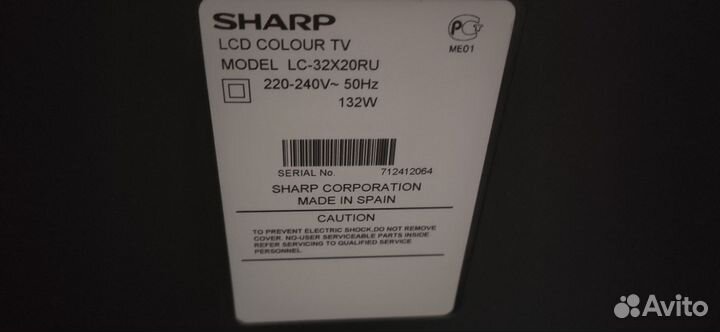 SHARP
LCD COLOUR TV
MODEL LC-32X20RU
220-240V~ 50Hz
132W
РС
ME01
SERIAL No. 712412064
SHARP CORPORATION
MADE IN SPAIN
CAUTION
TO PREVENT ELECTRIC SHOCK,DO NOT REMOVE
COVER. NO-USER SERVICEABLE PARTS INSIDE
REFER SERVICING TO QUALIFIED SERVICE
PERSONNEL.
Avito